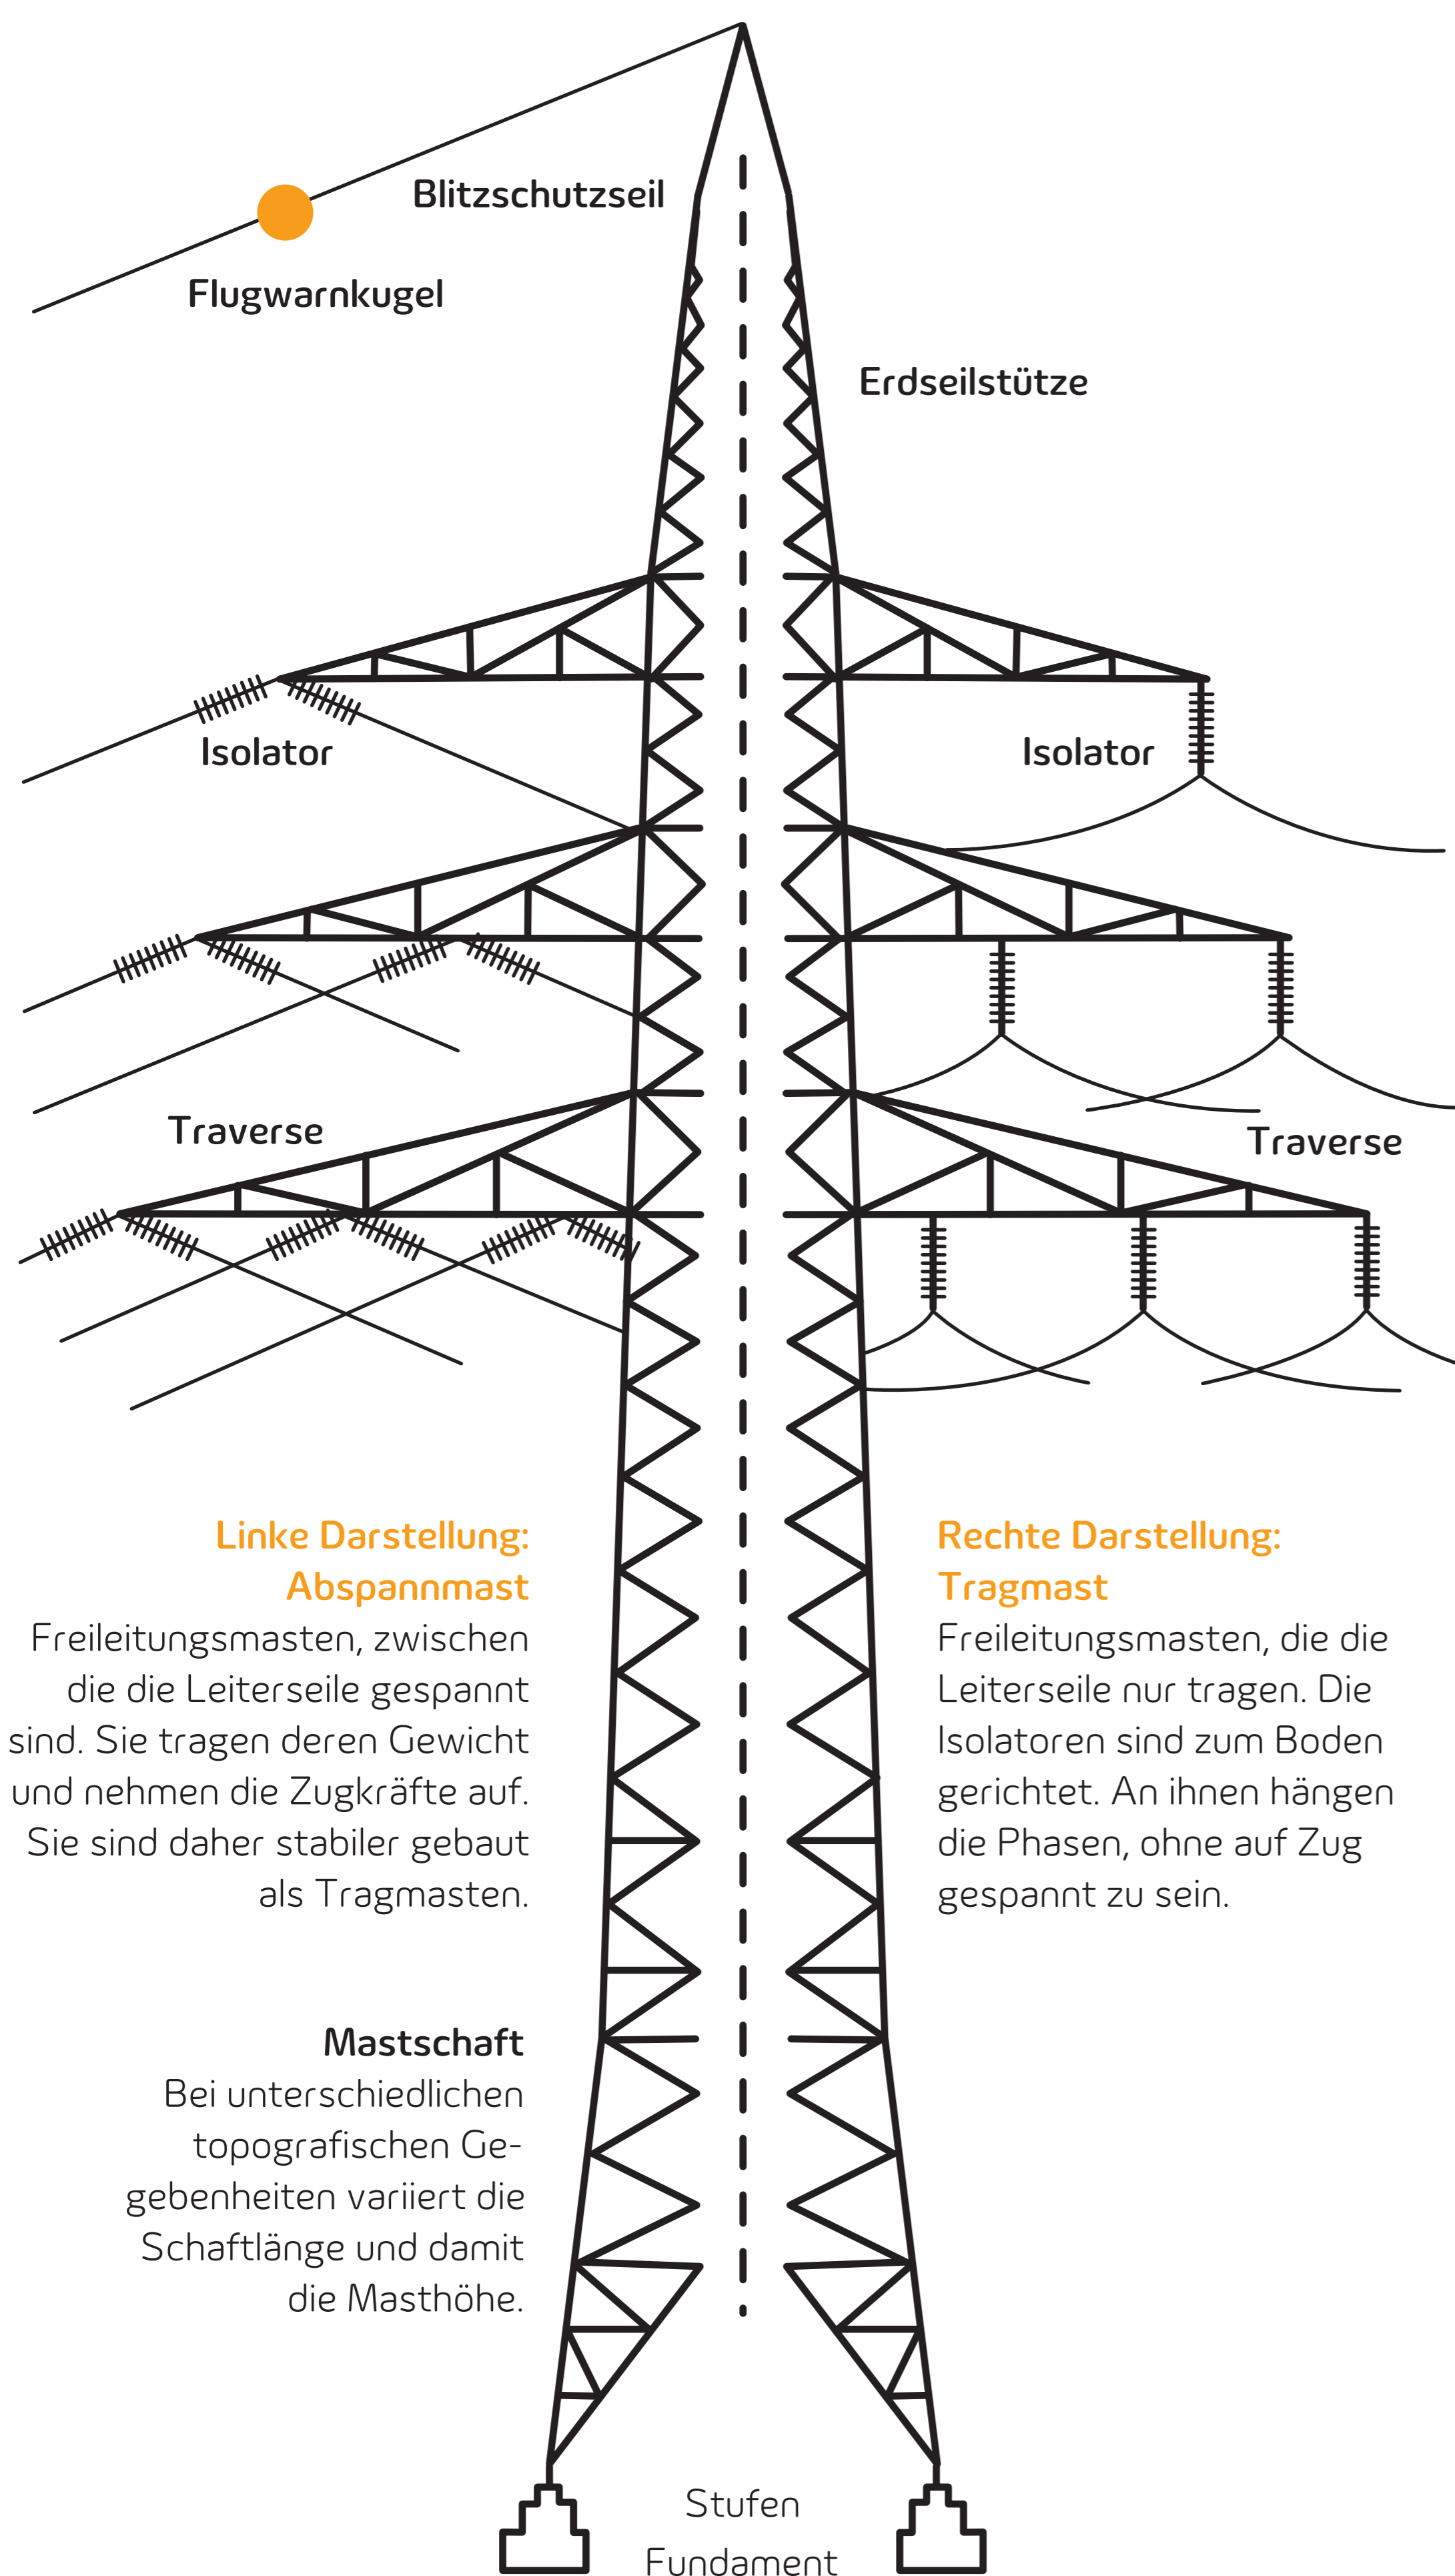 Blitzschutzseil
Flugwarnkugel
Erdseilstütze
Isolator
Isolator
Traverse
Traverse
Linke Darstellung:
Abspannmast
Freileitungsmasten, zwischen
die die Leiterseile gespannt
sind. Sie tragen deren Gewicht
und nehmen die Zugkräfte auf.
Sie sind daher stabiler gebaut
als Tragmasten.
Rechte Darstellung:
Tragmast
Freileitungsmasten, die die
Leiterseile nur tragen. Die
Isolatoren sind zum Boden
gerichtet. An ihnen hängen
die Phasen, ohne auf Zug
gespannt zu sein.
Mastschaft
Bei unterschiedlichen
topografischen Ge-
gebenheiten variiert die
Schaftlänge und damit
die Masthöhe.
Stufen
Fundament